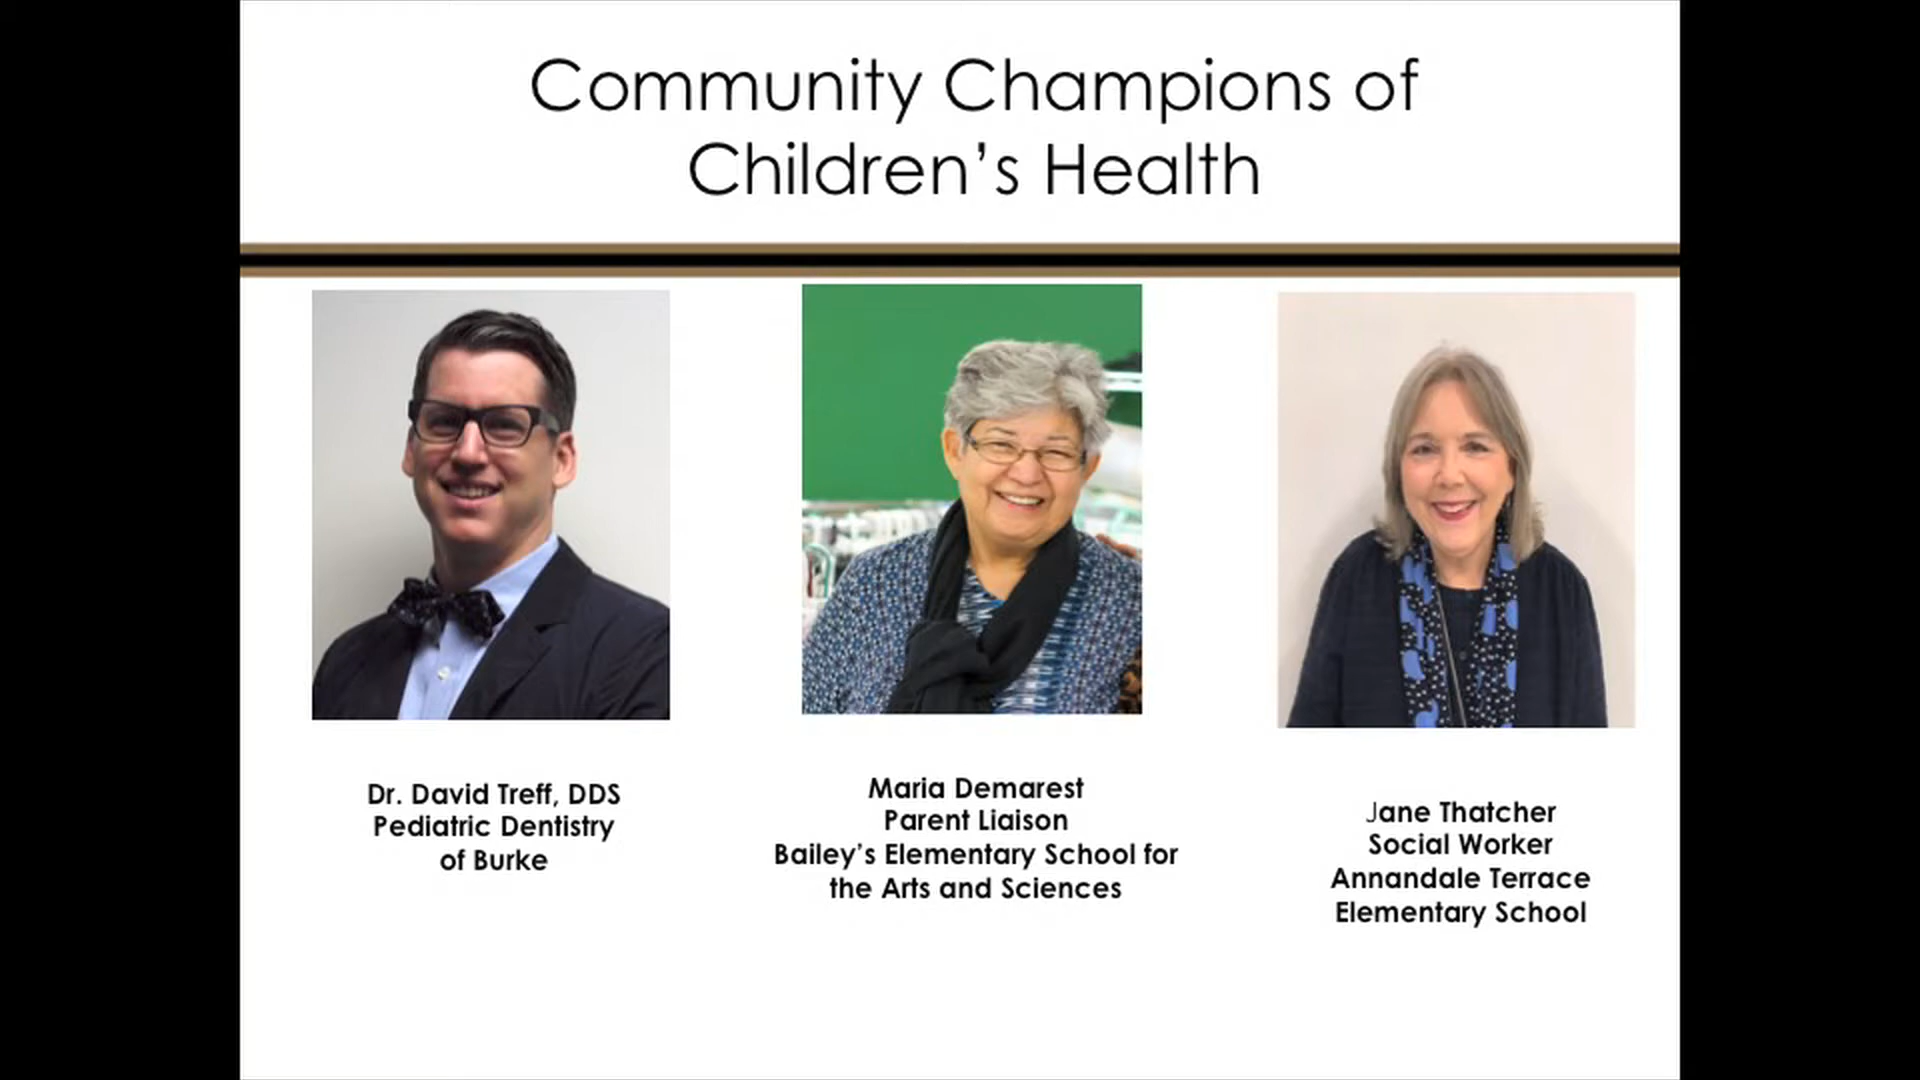 Community Champions of
Children’s Health
Dr. David Treff, DDS
Pediatric Dentistry
of Burke
Maria Demarest
Parent Liaison
Bailey’s Elementary School for
the Arts and Sciences
Jane Thatcher
Social Worker
Annandale Terrace
Elementary School